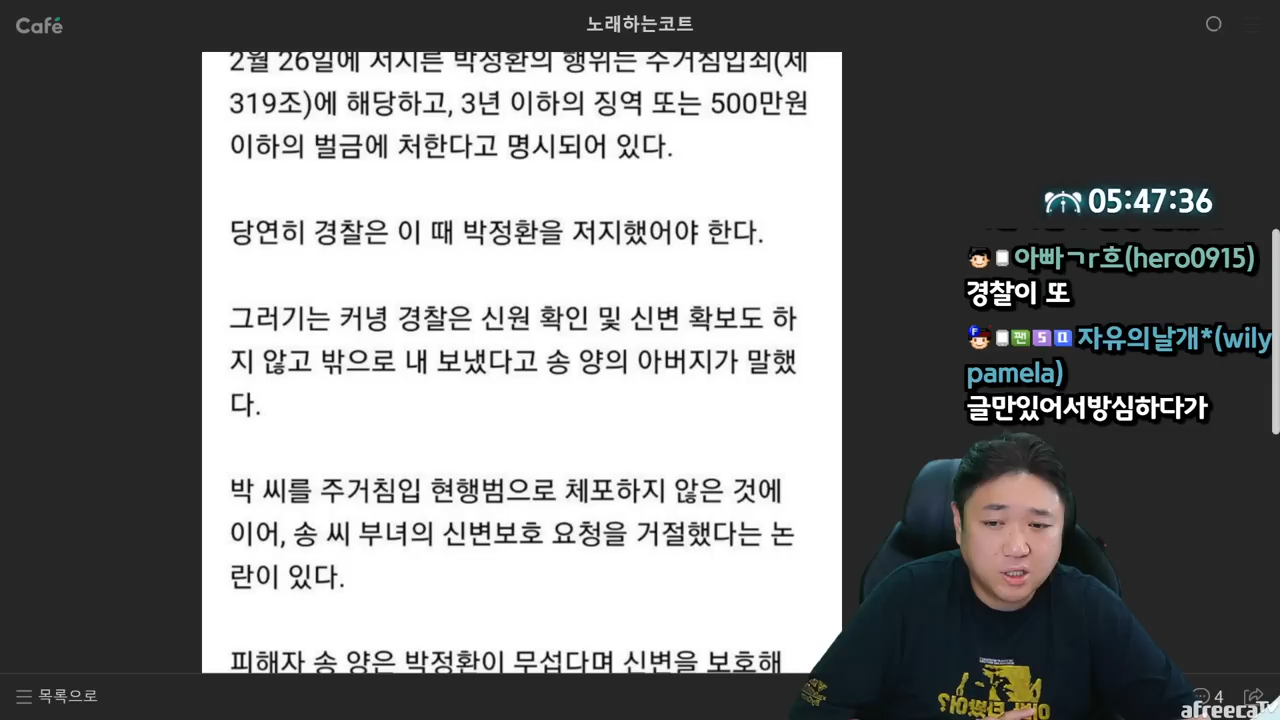 Café
노래하는코트
2월 26일에 저지른 박정환의 행위는 주거침입죄(제
319조)에 해당하고, 3년 이하의 징역 또는 500만원
이하의 벌금에 처한다고 명시되어 있다.
당연히 경찰은 이 때 박정환을 저지했어야 한다.
그러기는 커녕 경찰은 신원 확인 및 신변 확보도 하
지 않고 밖으로 내 보냈다고 송 양의 아버지가 말했
다.
박 씨를 주거침입 현행범으로 체포하지 않은 것에
이어, 송 씨 부녀의 신변보호 요청을 거절했다는 논
란이 있다.
피해자 송 양은 박정환이 무섭다며 신변을 보호해
05:47:36
아빠ㄱr흐(hero0915)
경찰이 또
팬 5 자유의날개*(wily
pamela)
글만있어서방심하다가
목록으로
4
afreecaTV